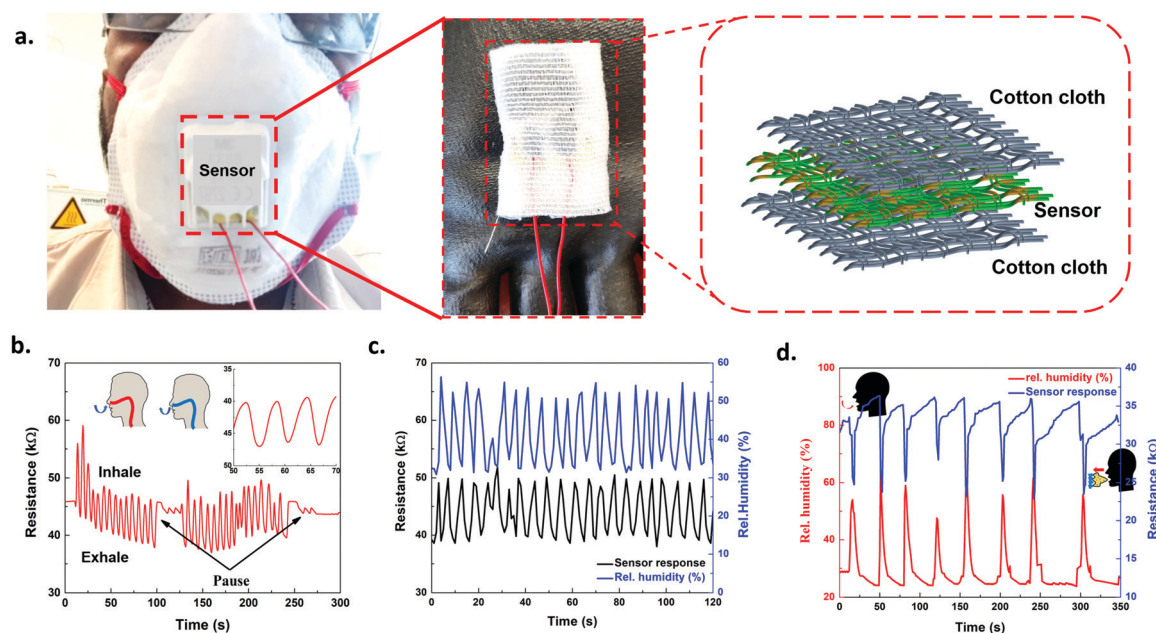 a.
Sensor
Cotton cloth
Sensor
Cotton cloth
b.
70
60
50
40
30
0 50 100 150 200 250 300
Resistance (kΩ)
Time (s)
Inhale
Exhale
Pause
35
40
45
50
50 55 60 65 70
c.
70
60
50
40
30
0 20 40 60 80 100 120
Resistance (kΩ)
Time (s)
60
50
40
30
20
10
0
Rel.Humidity (%)
Sensor response
Rel. humidity (%)
d.
100
80
60
40
20
0 50 100 150 200 250 300 350
Rel. humidity (%)
Time (s)
40
35
30
25
20
15
10
Resistance (kΩ)
rel. humidity (%)
Sensor response